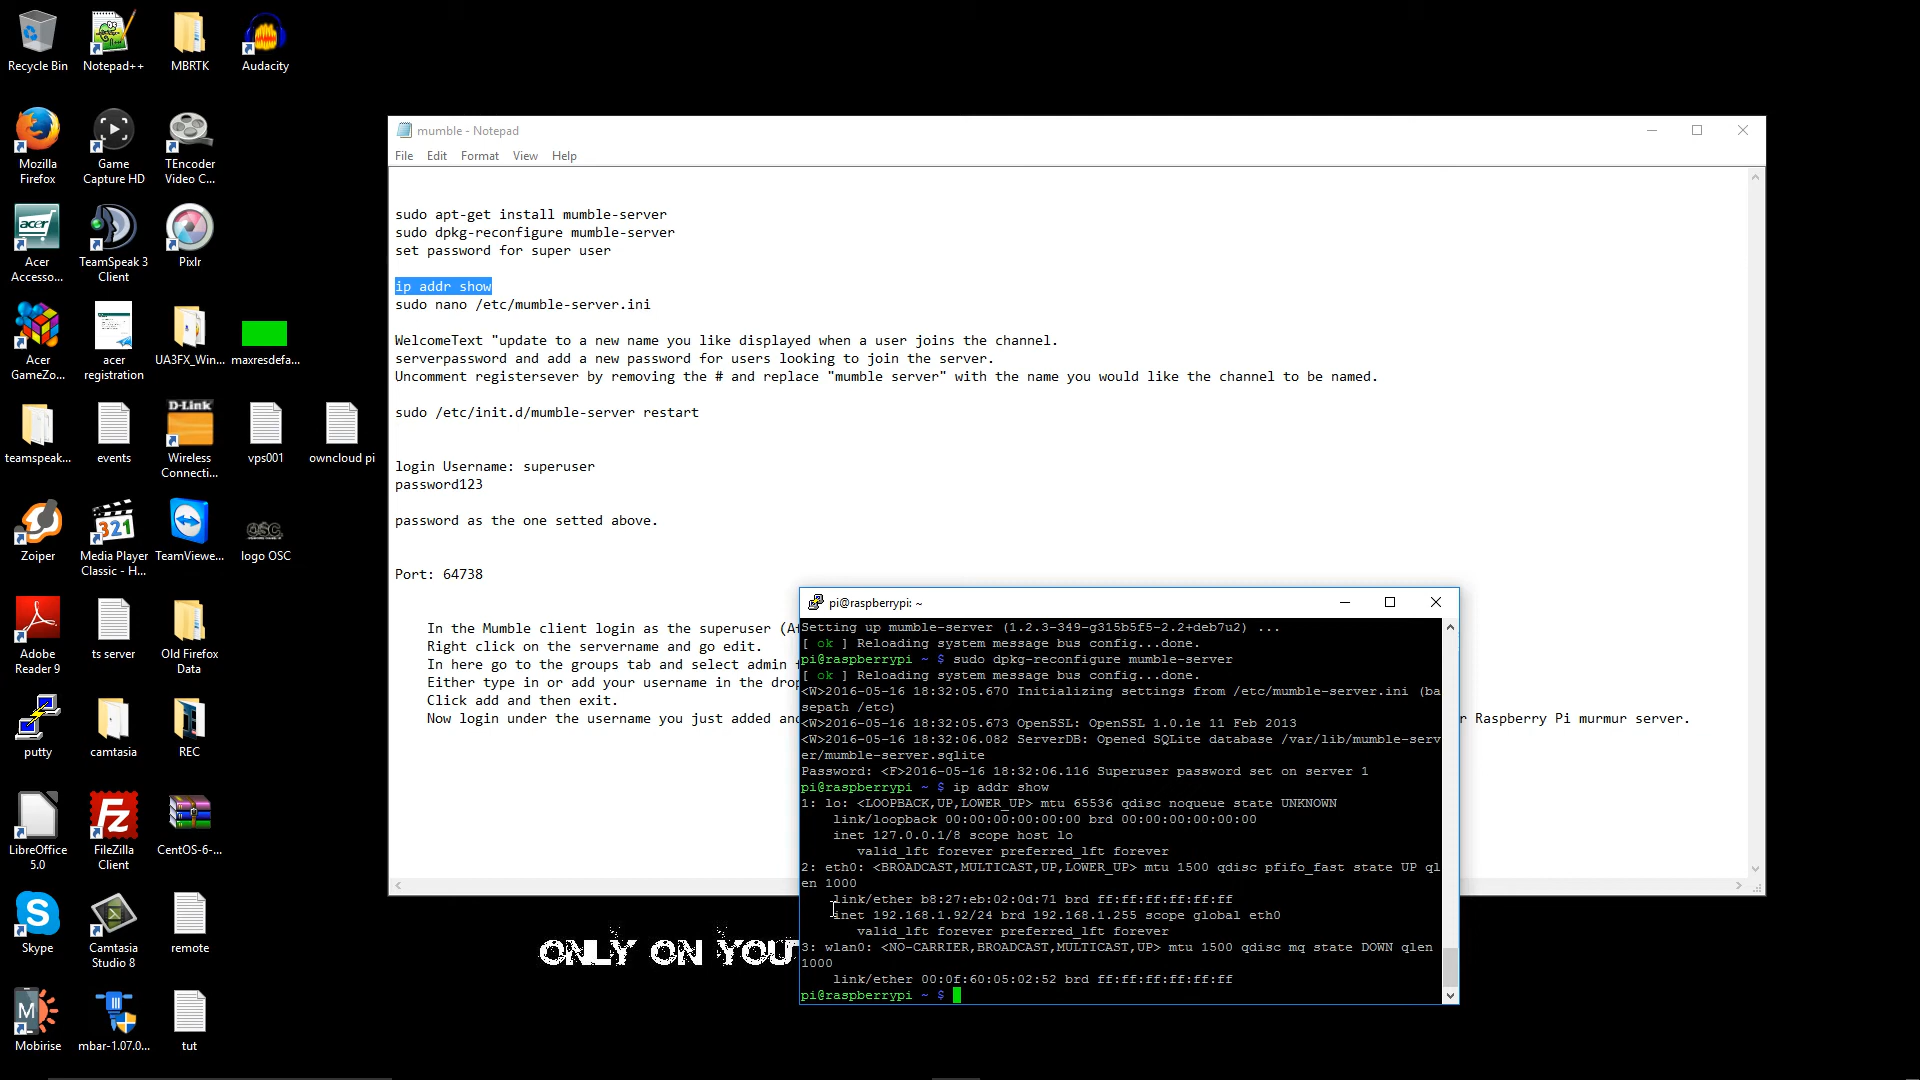 Recycle Bin
Notepad++
MBRTK
Audacity
Mozilla
Firefox
Game
Capture HD
TEncoder
Video C...
acer
Acer
Accesso...
TeamSpeak 3
Client
Pixlr
Acer
GameZo...
acer
registration
UA3FX_Win...
maxresdefa...
teamspeak...
events
D-Link
Wireless
Connecti...
vps001
owncloud pi
Zoiper
321
Media Player
Classic - H...
TeamViewe...
OSC
logo OSC
Adobe
Reader 9
ts server
Old Firefox
Data
putty
camtasia
REC
LibreOffice
5.0
FZ
FileZilla
Client
CentOS-6-...
Skype
Camtasia
Studio 8
remote
M
Mobirise
mbar-1.07.0...
tut
mumble - Notepad
File Edit Format View Help
sudo apt-get install mumble-server
sudo dpkg-reconfigure mumble-server
set password for super user
ip addr show
sudo nano /etc/mumble-server.ini
WelcomeText "update to a new name you like displayed when a user joins the channel.
serverpassword and add a new password for users looking to join the server.
Uncomment registersever by removing the # and replace "mumble server" with the name you would like the channel to be named.
sudo /etc/init.d/mumble-server restart
login Username: superuser
password123
password as the one setted above.
Port: 64738
In the Mumble client login as the superuser
Right click on the servername and go edit.
In here go to the groups tab and select admin
Either type in or add your username in the drop
Click add and then exit.
Now login under the username you just added an
r Raspberry Pi murmur server.
pi@raspberrypi: ~
Setting up mumble-server (1.2.3-349-g315b5f5-2.2+deb7u2) ...
[ ok ] Reloading system message bus config...done.
pi@raspberrypi ~ $ sudo dpkg-reconfigure mumble-server
[ ok ] Reloading system message bus config...done.
<W>2016-05-16 18:32:05.670 Initializing settings from /etc/mumble-server.ini (ba
sepath /etc)
<W>2016-05-16 18:32:05.673 OpenSSL: OpenSSL 1.0.1e 11 Feb 2013
<W>2016-05-16 18:32:06.082 ServerDB: Opened SQLite database /var/lib/mumble-serv
er/mumble-server.sqlite
Password: <F>2016-05-16 18:32:06.116 Superuser password set on server 1
pi@raspberrypi ~ $ ip addr show
1: lo: <LOOPBACK,UP,LOWER_UP> mtu 65536 qdisc noqueue state UNKNOWN
link/loopback 00:00:00:00:00:00 brd 00:00:00:00:00:00
inet 127.0.0.1/8 scope host lo
valid_lft forever preferred_lft forever
2: eth0: <BROADCAST,MULTICAST,UP,LOWER_UP> mtu 1500 qdisc pfifo_fast state UP ql
en 1000
link/ether b8:27:eb:02:0d:71 brd ff:ff:ff:ff:ff:ff
inet 192.168.1.92/24 brd 192.168.1.255 scope global eth0
valid_lft forever preferred_lft forever
3: wlan0: <NO-CARRIER,BROADCAST,MULTICAST,UP> mtu 1500 qdisc mq state DOWN qlen
1000
link/ether 00:0f:60:05:02:52 brd ff:ff:ff:ff:ff:ff
pi@raspberrypi ~ $
ONLY ON YOUT